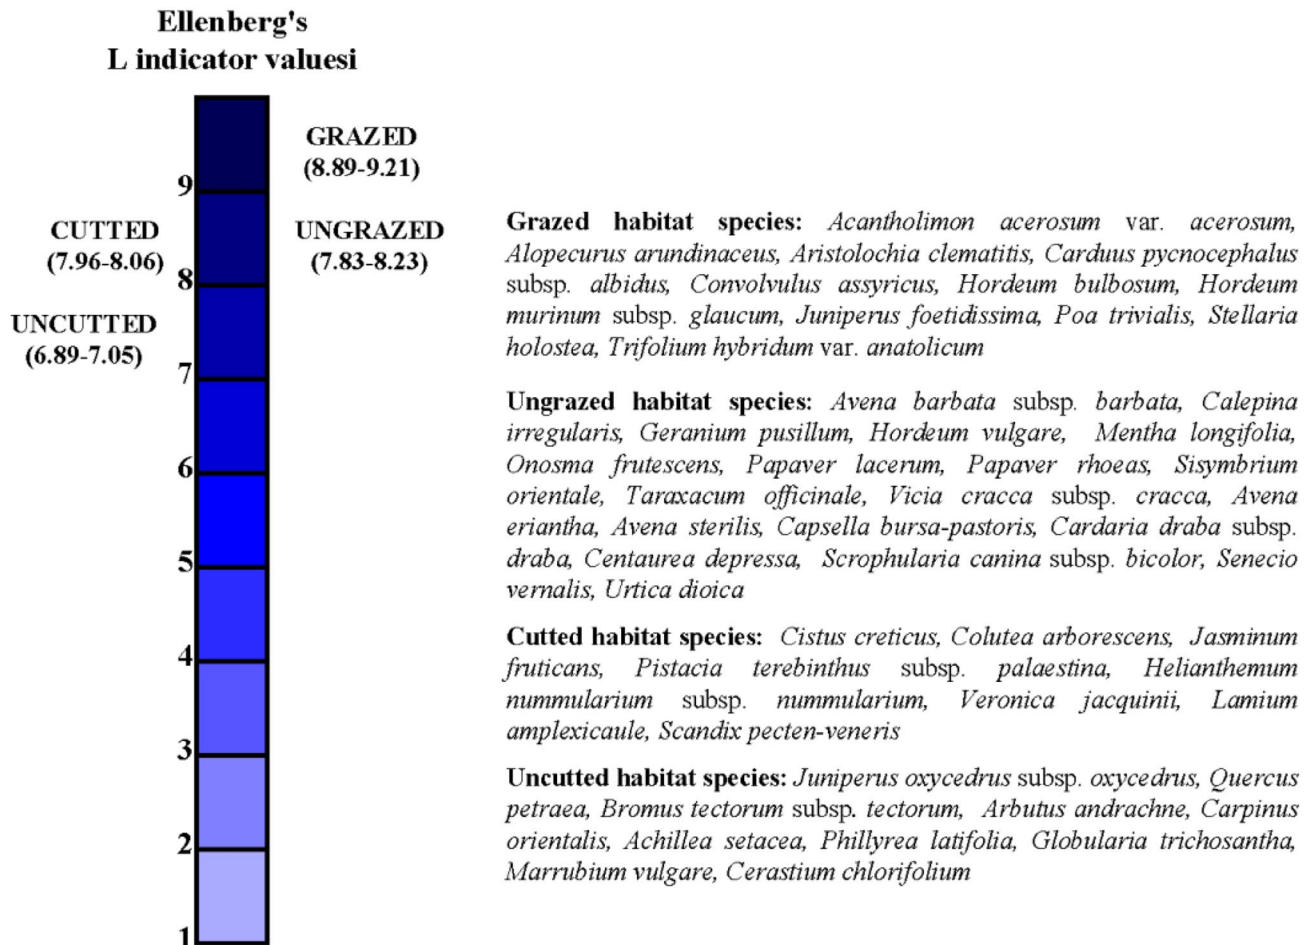 Ellenberg's
L indicator valuesi
GRAZED
(8.89-9.21)
9
CUTTED
(7.96-8.06)
UNGRAZED
(7.83-8.23)
8
UNCUTTED
(6.89-7.05)
7
6
5
4
3
2
1
Grazed habitat species: Acantholimon acerosum var. acerosum,
Alopecurus arundinaceus, Aristolochia clematitis, Carduus pycnocephalus
subsp. albidus, Convolvulus assyricus, Hordeum bulbosum, Hordeum
murinum subsp. glaucum, Juniperus foetidissima, Poa trivialis, Stellaria
holostea, Trifolium hybridum var. anatolicum
Ungrazed habitat species: Avena barbata subsp. barbata, Calepina
irregularis, Geranium pusillum, Hordeum vulgare, Mentha longifolia,
Onosma frutescens, Papaver lacerum, Papaver rhoeas, Sisymbrium
orientale, Taraxacum officinale, Vicia cracca subsp. cracca, Avena
eriantha, Avena sterilis, Capsella bursa-pastoris, Cardaria draba subsp.
draba, Centaurea depressa, Scrophularia canina subsp. bicolor, Senecio
vernalis, Urtica dioica
Cutted habitat species: Cistus creticus, Colutea arborescens, Jasminum
fruticans, Pistacia terebinthus subsp. palaestina, Helianthemum
nummularium subsp. nummularium, Veronica jacquinii, Lamium
amplexicaule, Scandix pecten-veneris
Uncutted habitat species: Juniperus oxycedrus subsp. oxycedrus, Quercus
petraea, Bromus tectorum subsp. tectorum, Arbutus andrachne, Carpinus
orientalis, Achillea setacea, Phillyrea latifolia, Globularia trichosantha,
Marrubium vulgare, Cerastium chlorifolium